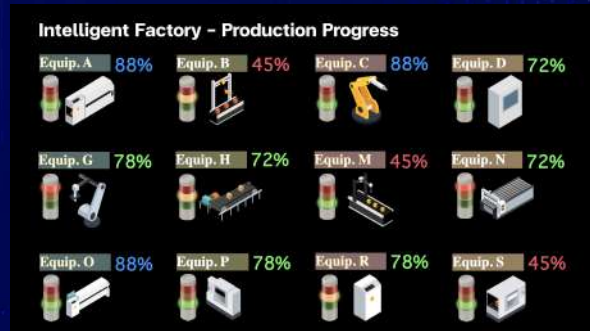 Intelligent Factory - Production Progress
Equip. A 88% Equip. B 45% Equip. C 88% Equip. D 72%
Equip. G 78% Equip. H 72% Equip. M 45% Equip. N 72%
Equip. O 88% Equip. P 78% Equip. R 78% Equip. S 45%